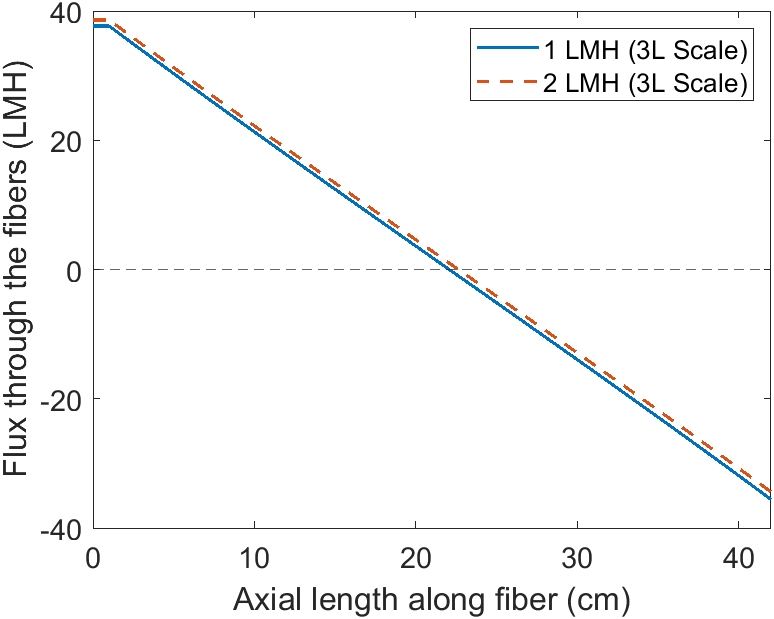 Flux through the fibers (LMH)
40
20
0
-20
-40
1 LMH (3L Scale)
2 LMH (3L Scale)
0
10
20
30
40
Axial length along fiber (cm)